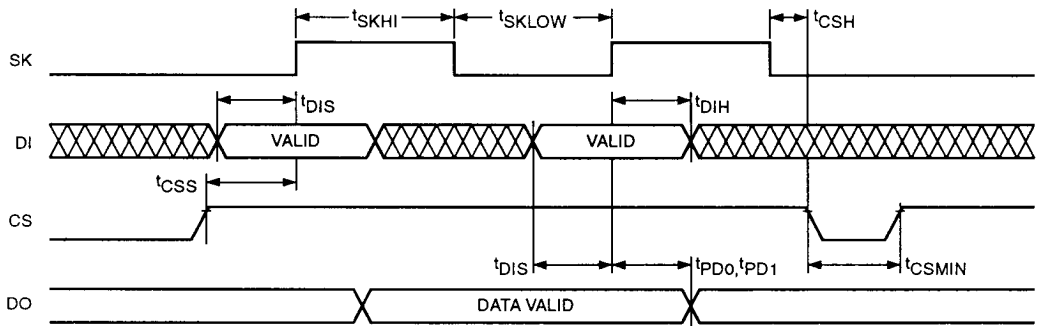 tSKHI tSKLOW tCSH
SK
tDIS tDIH
DI VALID VALID
tCSS
CS
tDIS tPD0,tPD1 tCSMIN
DO DATA VALID